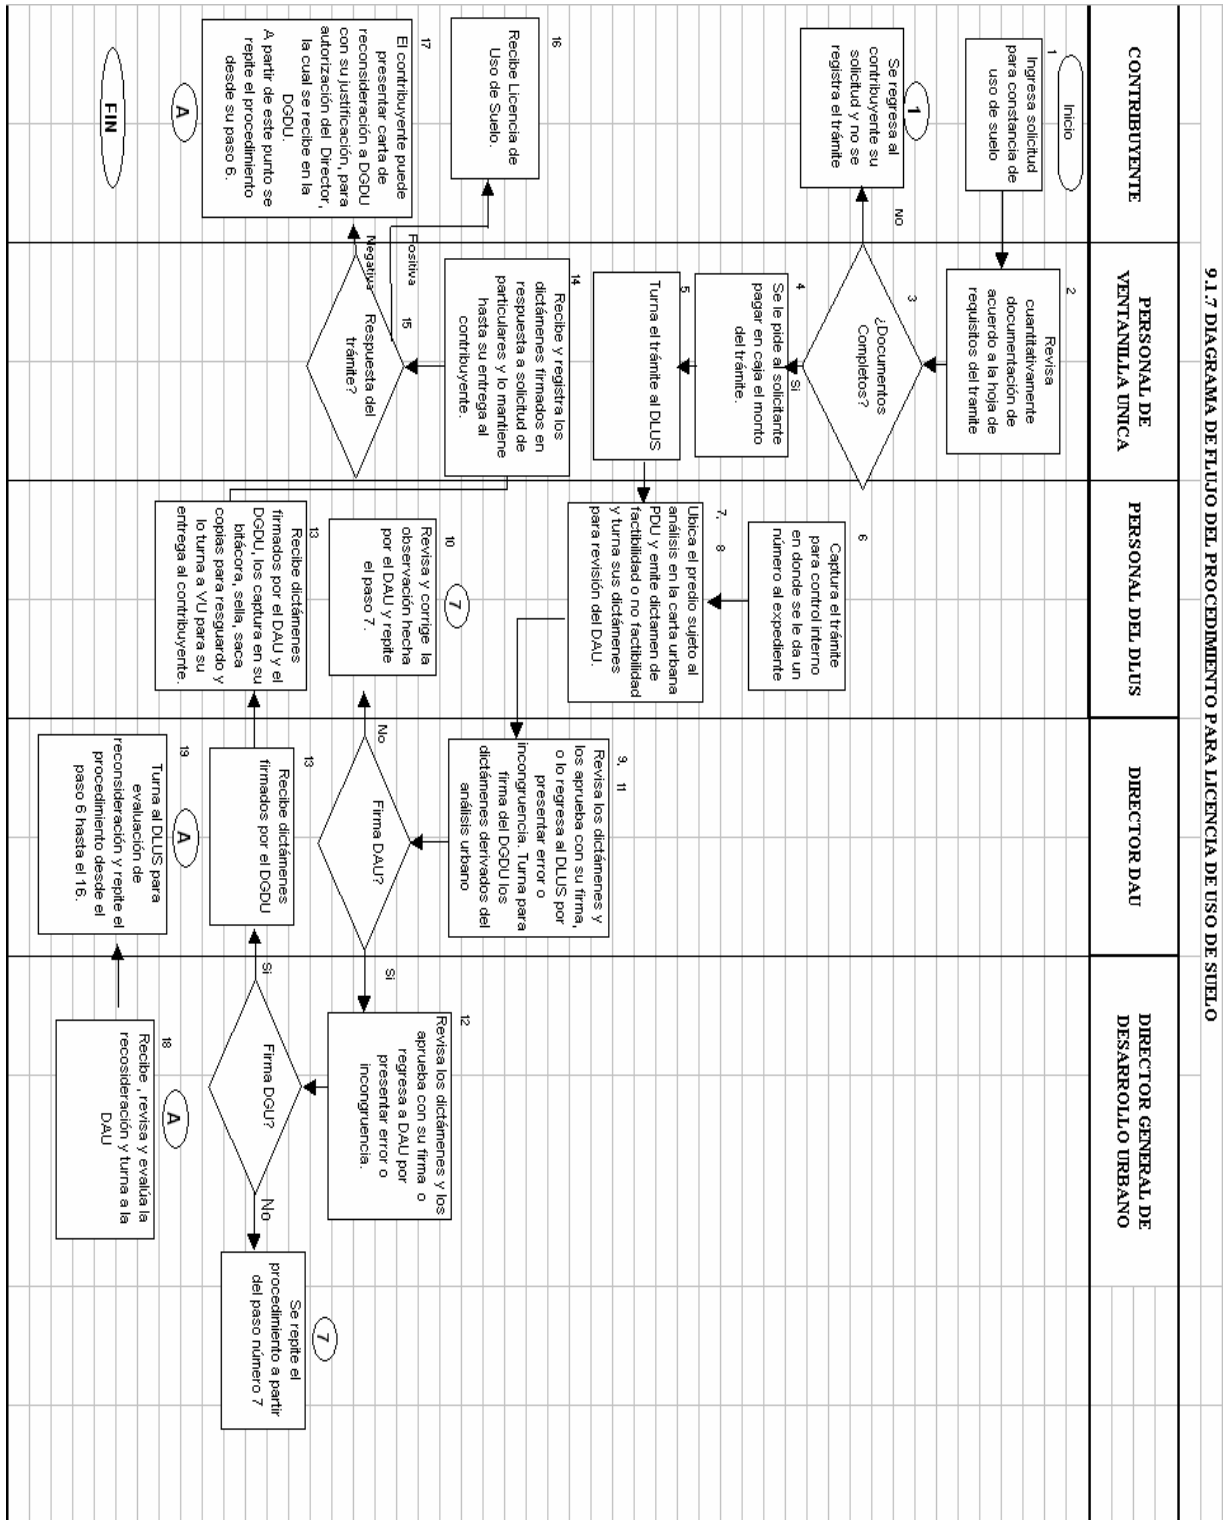 9.1.7 DIAGRAMA DE FLUJO DEL PROCEDIMIENTO PARA LICENCIA DE USO DE SUELO
CONTRIBUYENTE
PERSONAL DE
VENTANILLA UNICA
PERSONAL DEL DLUS
DIRECTOR DAU
DIRECTOR GENERAL DE
DESARROLLO URBANO
Inicio
1
Ingresa solicitud
para constancia de
uso de suelo
2
Revisa
cuantitativamente
documentación de
acuerdo a la hoja de
requisitos del tramite
3
¿Documentos
Completos?
NO
Si
1
Se regresa al
contribuyente su
solicitud y no se
registra el trámite
4
Se le pide al solicitante
pagar en caja el monto
del trámite.
5
Turna el trámite al DLUS
6
Captura el trámite
para control interno
en donde se le da un
número al expediente
7. 8
Ubica el predio sujeto al
análisis en la carta urbana
PDU y emite dictamen de
factibilidad o no factibilidad
y turna sus dictámenes
para revisión del DAU.
9. 11
Revisa los dictámenes y
los aprueba con su firma,
o lo regresa al DLUS por
presentar error o
incongruencia. Turna para
firma del DGDU los
dictámenes derivados del
análisis urbano
Firma DAU?
No
Si
7
10
Revisa y corrige la
observación hecha
por el DAU y repite
el paso 7.
12
Revisa los dictámenes y los
aprueba con su firma o
regresa a DAU por
presentar error o
incongruencia.
Firma DGU?
Si
No
7
Se repite el
procedimiento a partir
del paso número 7
13
Recibe dictámenes
firmados por el DGDU
13
Recibe dictámenes
firmados por el DAU y el
DGDU, los captura en su
bitácora, sella, saca
copias para resguardo y
lo turna a VU para su
entrega al contribuyente.
14
Recibe y registra los
dictámenes firmados en
respuesta a solicitud de
particulares y lo mantiene
hasta su entrega al
contribuyente.
15
Respuesta del
trámite?
Positiva
Negativa
16
Recibe Licencia de
Uso de Suelo.
17
El contribuyente puede
presentar carta de
reconsideración a DGDU
con su justificación, para
autorización del Director,
la cual se recibe en la
DGDU.
A partir de este punto se
repite el procedimiento
desde su paso 6.
A
FIN
A
18
Recibe , revisa y evalúa la
recosideración y turna a la
DAU
A
19
Turna al DLUS para
evaluación de
reconsideración y repite el
procedimiento desde el
paso 6 hasta el 16.